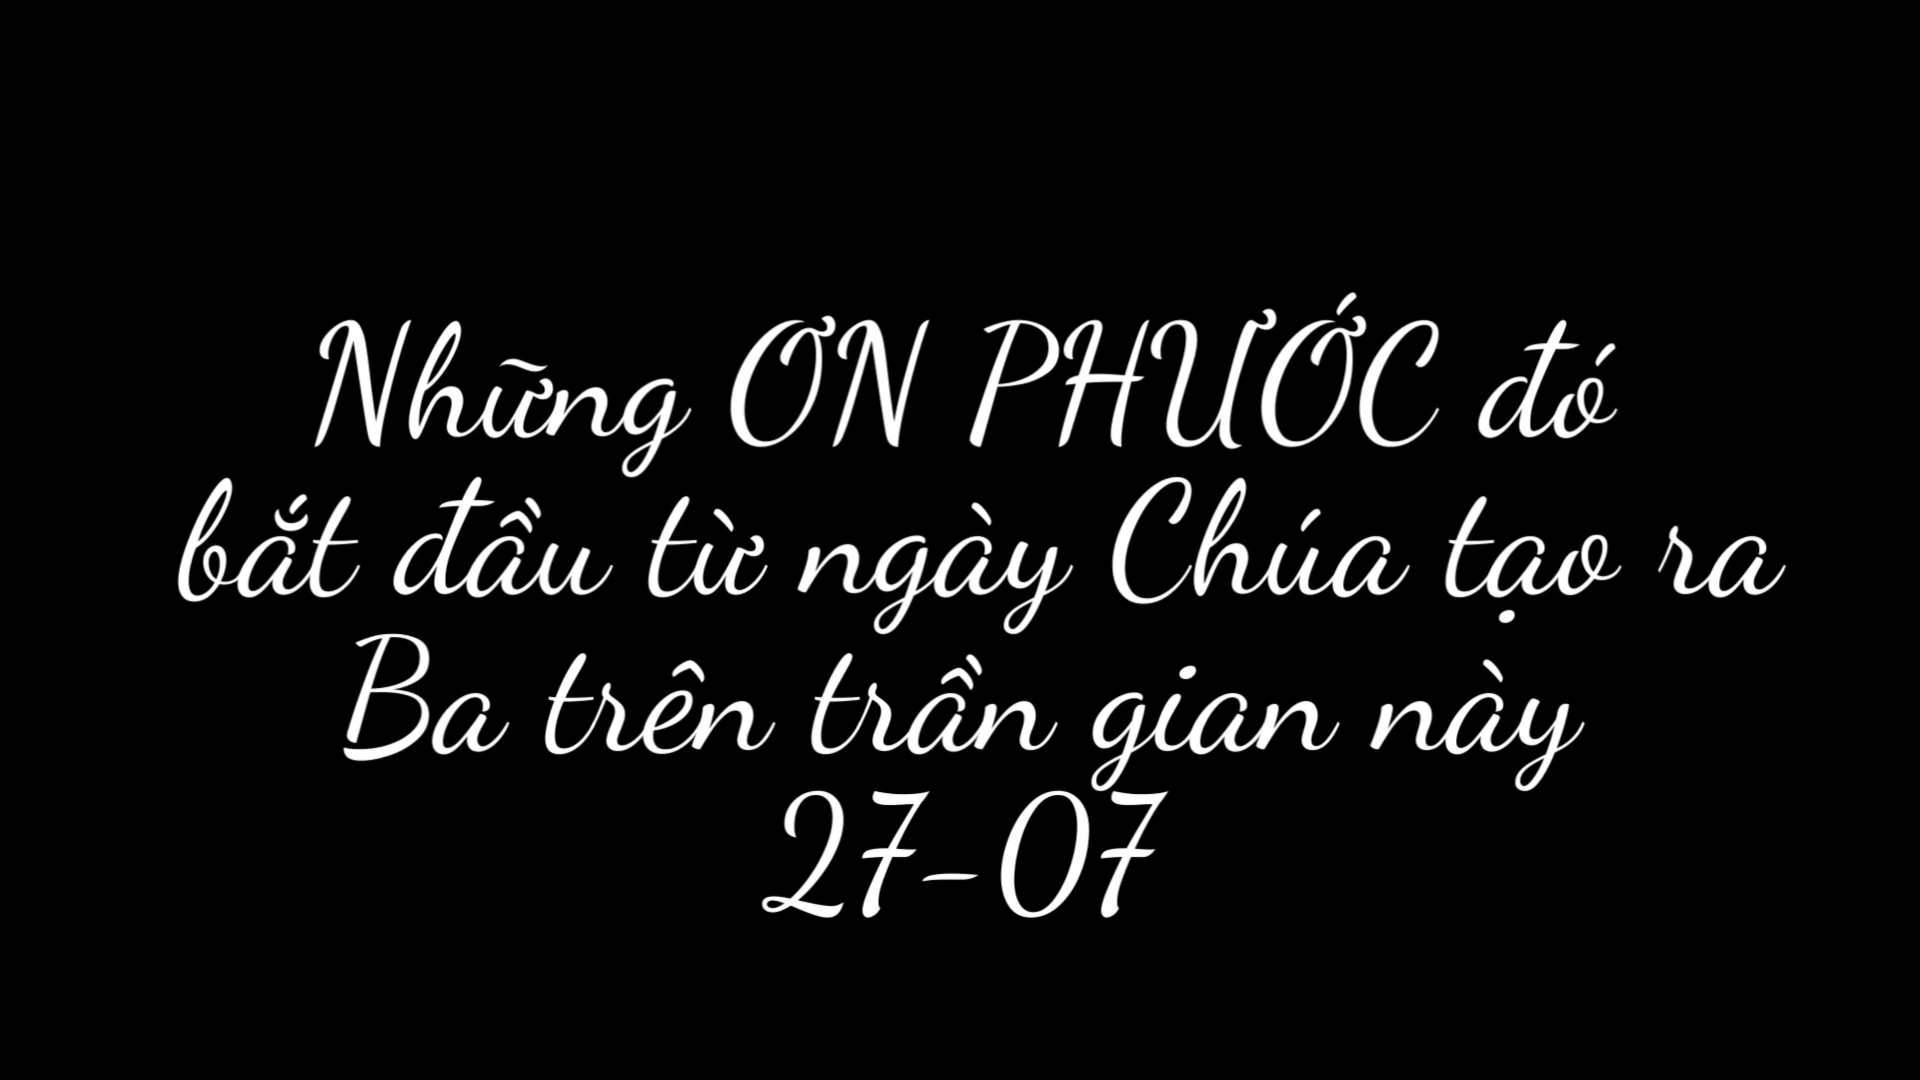 Những ƠN PHƯỚC đó
bắt đầu từ ngày Chúa tạo ra
Ba trên trần gian này
27-07